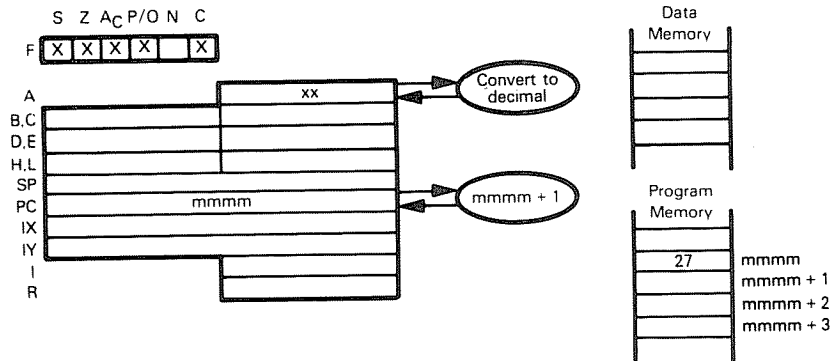 S Z AC P/O N C
F X X X X X
A xx
Convert to
decimal
B,C
D,E
H,L
SP
PC mmmm
mmmm + 1
IX
IY
I
R
Data
Memory
Program
Memory
27 mmmm
mmmm + 1
mmmm + 2
mmmm + 3